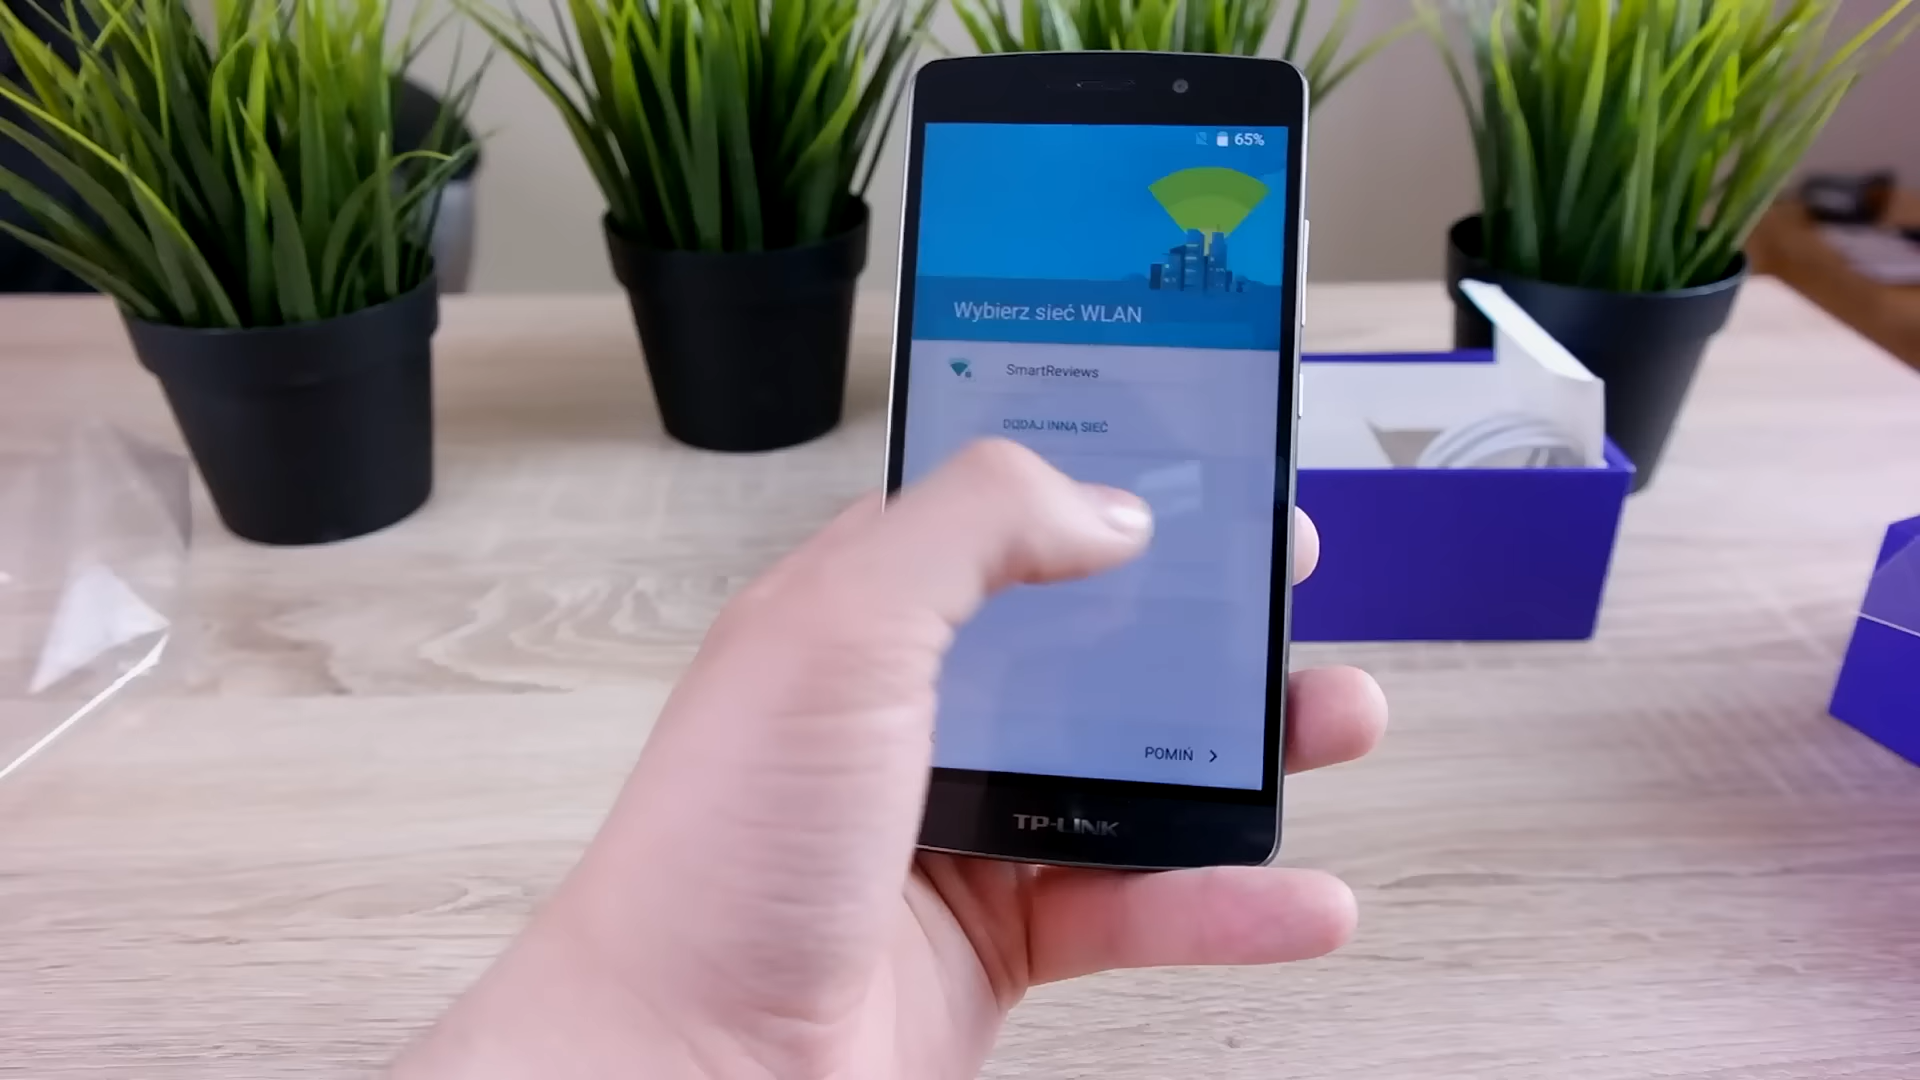 65%
Wybierz sieć WLAN
SmartReviews
DODAJ INNĄ SIEĆ
POMIŃ
TP-LINK